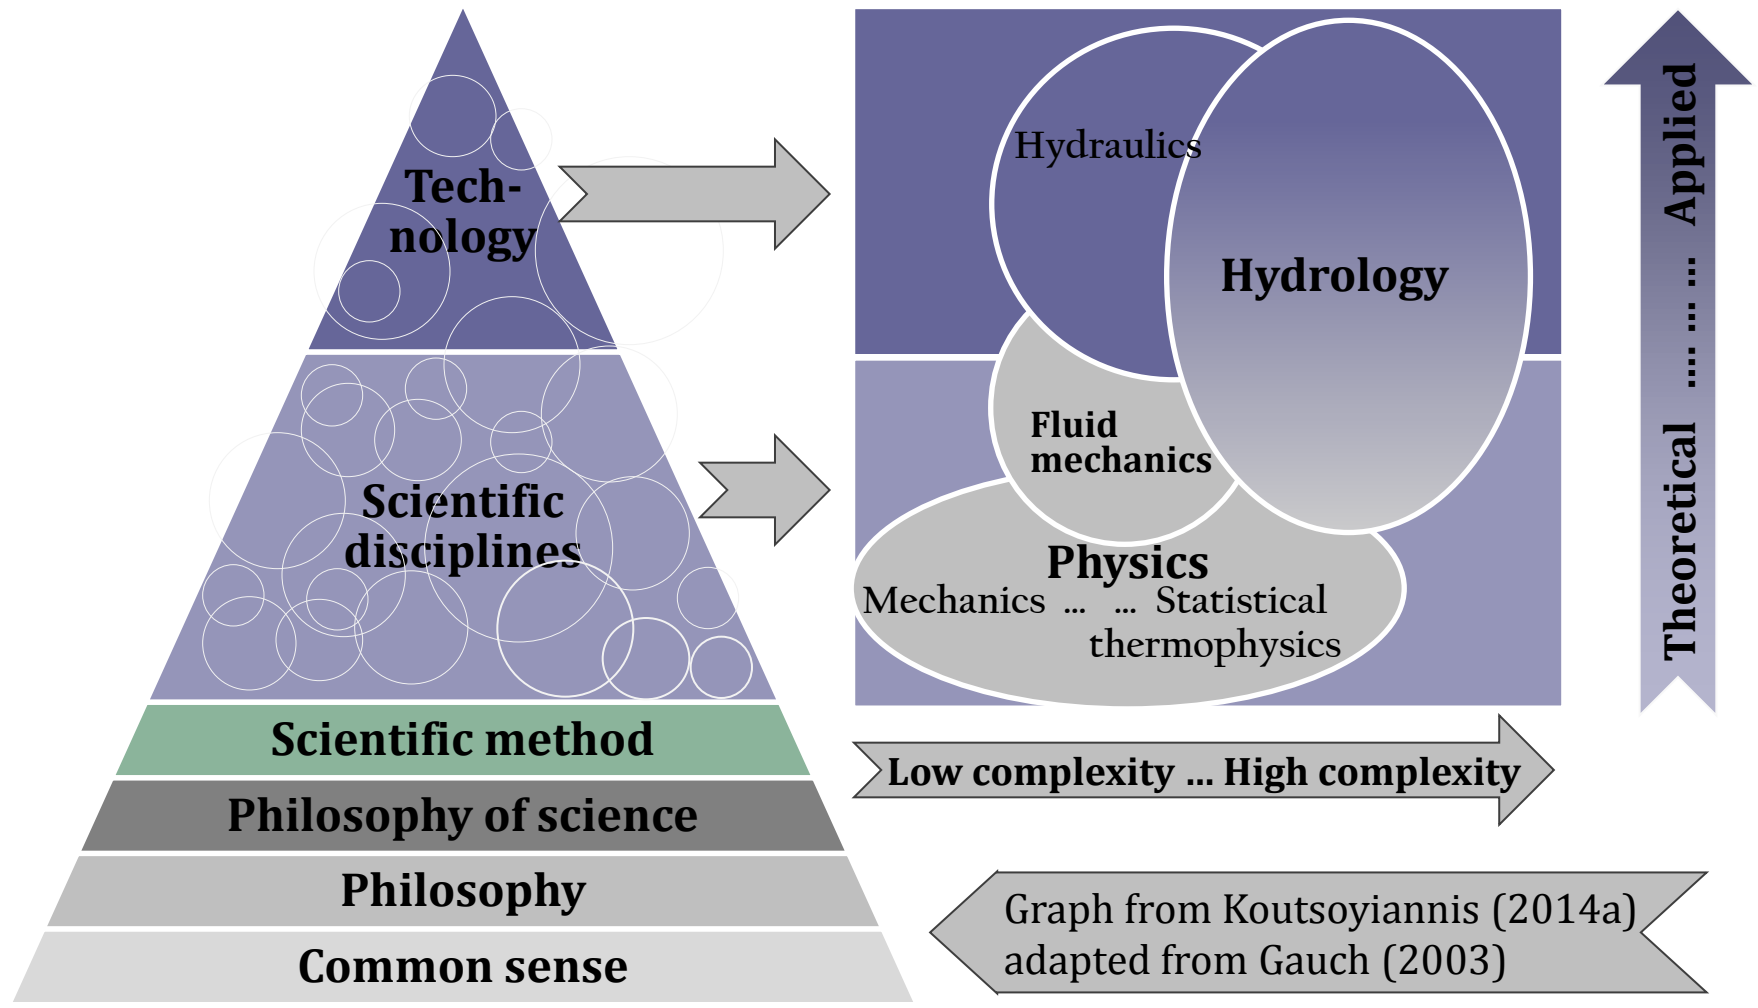 Tech-
nology
Scientific
disciplines
Scientific method
Philosophy of science
Philosophy
Common sense
Hydraulics
Hydrology
Fluid
mechanics
Physics
Mechanics ... ... Statistical
thermophysics
Theoretical .... ... ... ... Applied
Low complexity ... High complexity
Graph from Koutsoyiannis (2014a)
adapted from Gauch (2003)